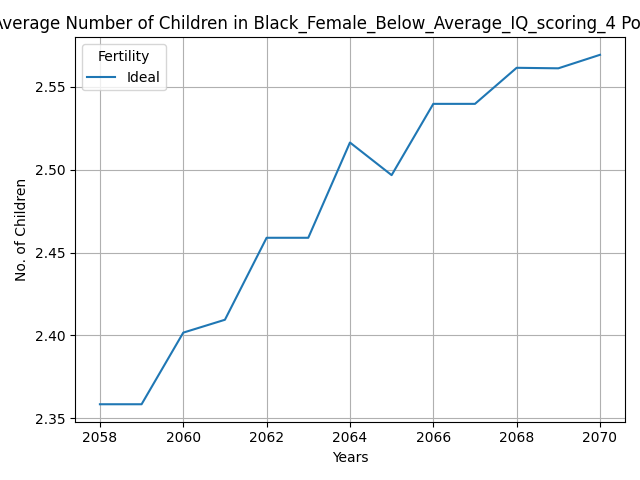 Average Number of Children in Black_Female_Below_Average_IQ_scoring_4 Po
Fertility
Ideal
No. of Children
2.55
2.50
2.45
2.40
2.35
2058 2060 2062 2064 2066 2068 2070
Years